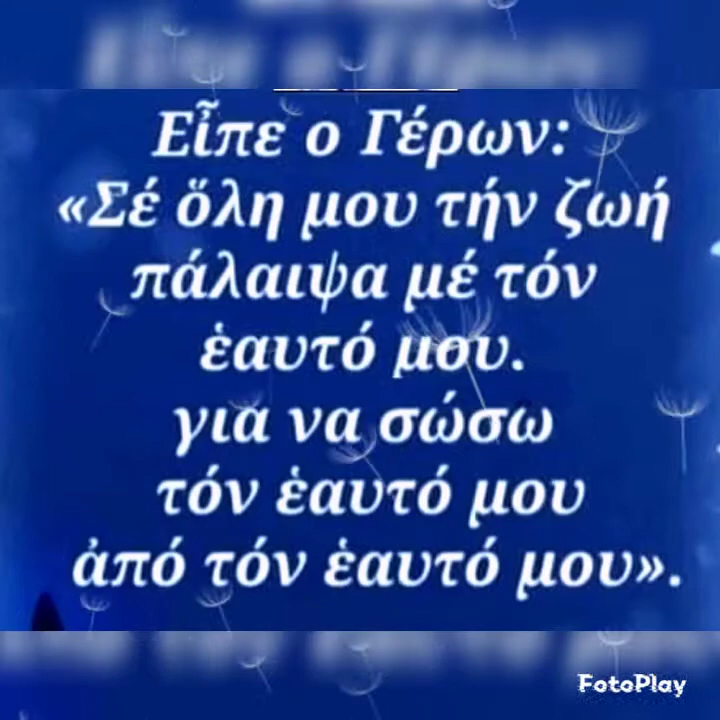 Εἶπε ο Γέρων:
«Σέ ὅλη μου τήν ζωή
πάλαιψα μέ τόν
ἑαυτό μου.
για να σώσω
τόν ἑαυτό μου
ἀπό τόν ἑαυτό μου».
FotoPlay